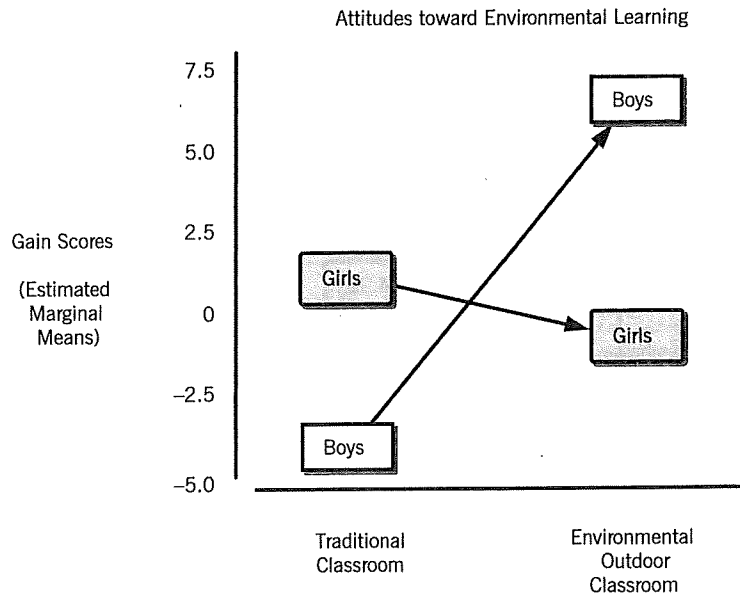 Attitudes toward Environmental Learning
7.5
Boys
5.0
2.5
Gain Scores
Girls
(Estimated
Marginal
Means)
0
Girls
−2.5
Boys
−5.0
Traditional
Classroom
Environmental
Outdoor
Classroom